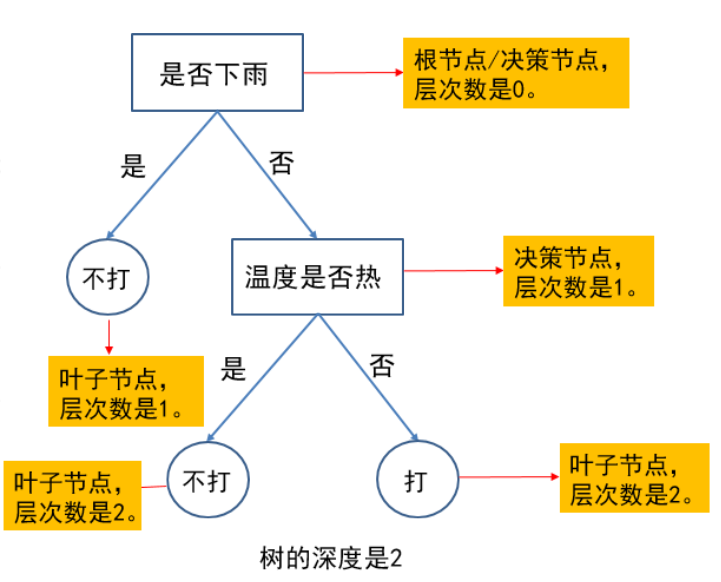 是否下雨
根节点/决策节点，
层次数是0。
是
否
不打
温度是否热
决策节点，
层次数是1。
叶子节点，
层次数是1。
是
否
叶子节点，
层次数是2。
不打
打
叶子节点，
层次数是2。
树的深度是2